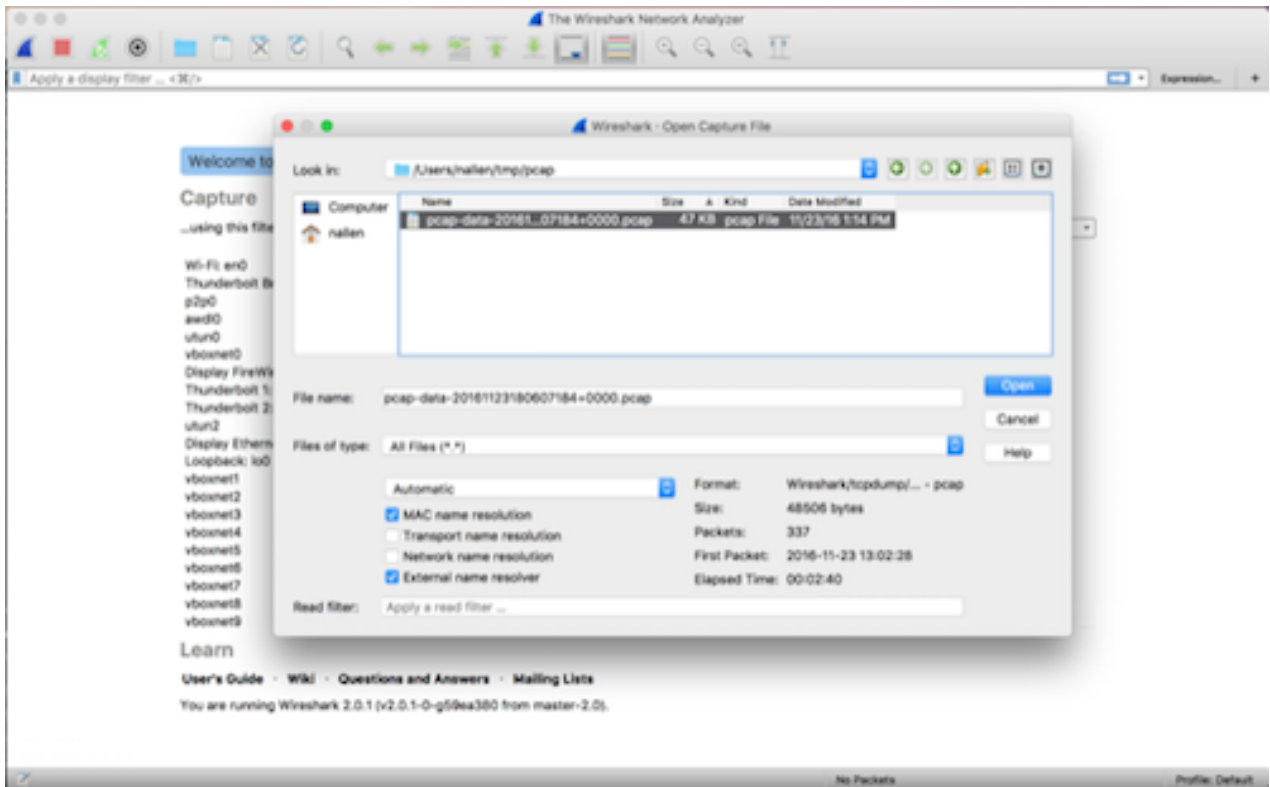 The Wireshark Network Analyzer
Apply a display filter ... <⌘/>
Expression...
+
Wireshark · Open Capture File
Welcome to
Look in:
/Users/nallen/tmp/pcap
Capture
...using this filte
Computer
nallen
Name Size Kind Date Modified
pcap-data-20161...07184+0000.pcap 47 KB pcap File 11/23/16 1:14 PM
Wi-Fi: en0
Thunderbolt B
p2p0
awdl0
utun0
vboxnet0
Display FireWi
Thunderbolt 1:
Thunderbolt 2:
utun2
Display Ethern
Loopback: lo0
vboxnet1
vboxnet2
vboxnet3
vboxnet4
vboxnet5
vboxnet6
vboxnet7
vboxnet8
vboxnet9
File name: pcap-data-20161123180607184+0000.pcap
Open
Cancel
Files of type: All Files (*.*)
Help
Automatic
MAC name resolution
Transport name resolution
Network name resolution
External name resolver
Format: Wireshark/tcpdump/... - pcap
Size: 48506 bytes
Packets: 337
First Packet: 2016-11-23 13:02:28
Elapsed Time: 00:02:40
Read filter: Apply a read filter ...
Learn
User's Guide · Wiki · Questions and Answers · Mailing Lists
You are running Wireshark 2.0.1 (v2.0.1-0-g59ea380 from master-2.0).
No Packets
Profile: Default